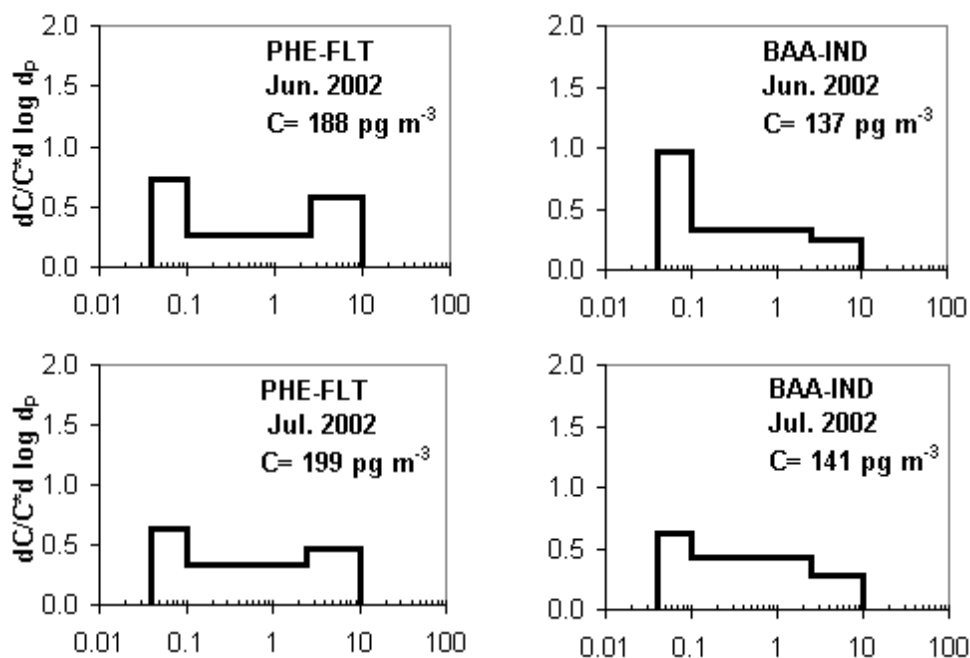 2.0
1.5
1.0
0.5
0.0
dC/C*d log dp
PHE-FLT
Jun. 2002
C= 188 pg m-3
0.01 0.1 1 10 100
2.0
1.5
1.0
0.5
0.0
BAA-IND
Jun. 2002
C= 137 pg m-3
0.01 0.1 1 10 100
2.0
1.5
1.0
0.5
0.0
dC/C*d log dp
PHE-FLT
Jul. 2002
C= 199 pg m-3
0.01 0.1 1 10 100
2.0
1.5
1.0
0.5
0.0
BAA-IND
Jul. 2002
C= 141 pg m-3
0.01 0.1 1 10 100